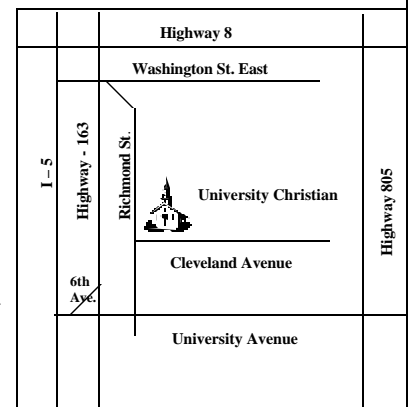 Highway 8
Washington St. East
I – 5
Highway - 163
Richmond St.
University Christian
Highway 805
Cleveland Avenue
6th
Ave.
University Avenue